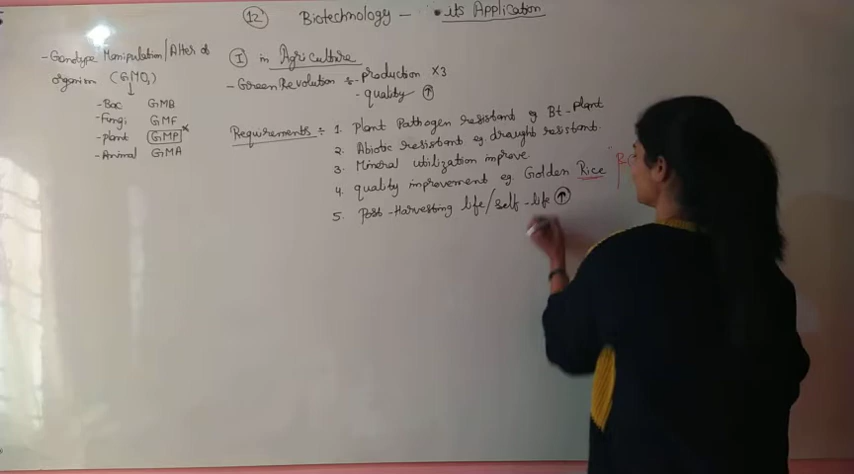 12 Biotechnology - its Application
- Genotype Manipulation/Alter d
organism (GMO,)
↓
- Bac GMB
- Fungi GMF
- plant GMP
- Animal GMA
I in Agriculture
- Green Revolution :- production x3
- quality ↑
Requirements :- 1. Plant Pathogen resistant eg Bt-Plant
2. Abiotic resistant eg. draught resistant
3. Mineral utilization improve.
4. quality improvement eg. Golden Rice
5. Post-Harvesting life/self-life ↑